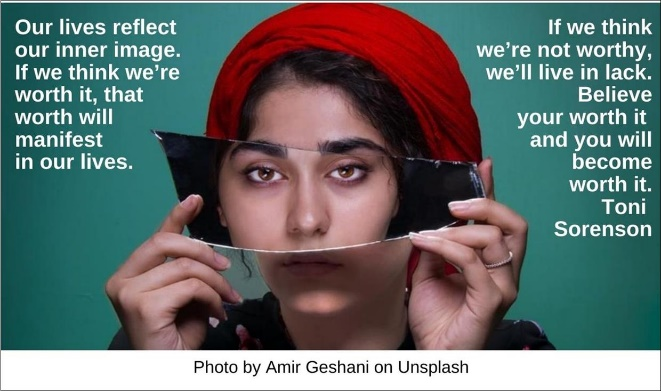 Our lives reflect
our inner image.
If we think we’re
worth it, that
worth will
manifest
in our lives.
If we think
we’re not worthy,
we’ll live in lack.
Believe
your worth it
and you will
become
worth it.
Toni
Sorenson
Photo by Amir Geshani on Unsplash